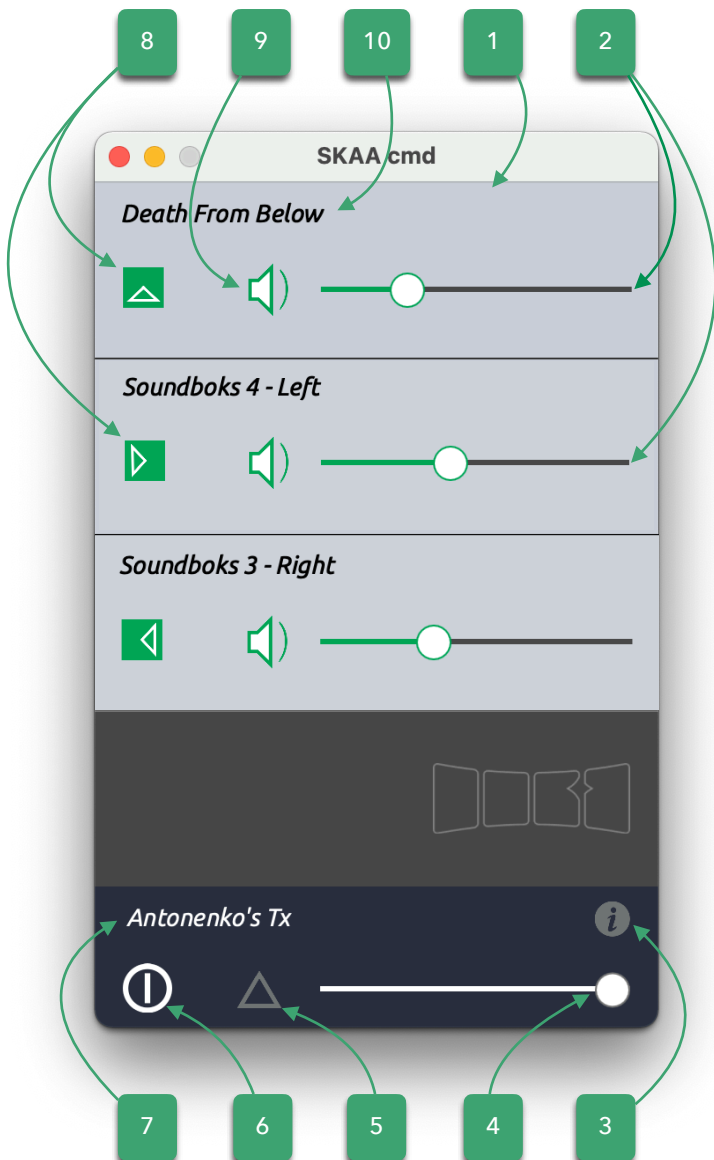 8 9 10 1 2
SKAA cmd
Death From Below
Soundboks 4 - Left
Soundboks 3 - Right
Antonenko's Tx
i
7 6 5 4 3